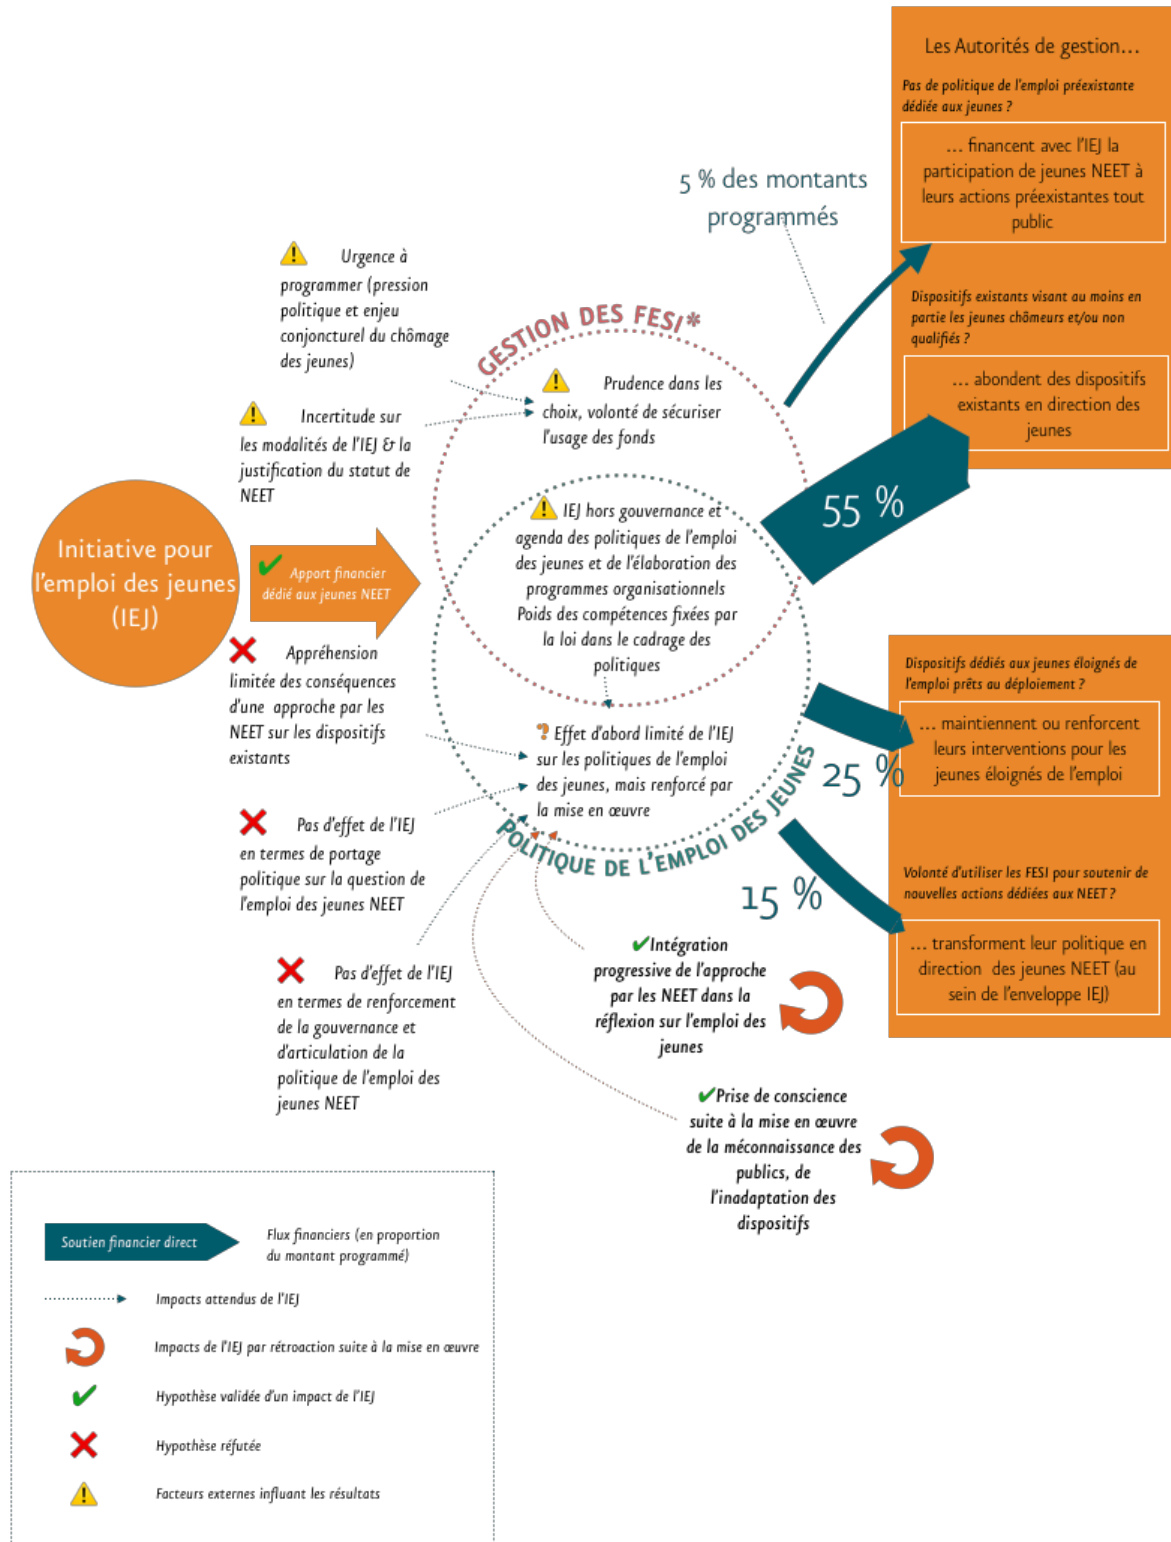 Les Autorités de gestion...
Pas de politique de l'emploi préexistante
dédiée aux jeunes ?
... financent avec l'IEJ la
participation de jeunes NEET à
leurs actions préexistantes tout
public
5 % des montants
programmés
Dispositifs existants visant au moins en
partie les jeunes chômeurs et/ou non
qualifiés ?
... abondent des dispositifs
existants en direction des
jeunes
55 %
Urgence à
programmer (pression
politique et enjeu
conjoncturel du chômage
des jeunes)
Incertitude sur
les modalités de l'IEJ & la
justification du statut de
NEET
GESTION DES FESI*
Prudence dans les
choix, volonté de sécuriser
l'usage des fonds
IEJ hors gouvernance et
agenda des politiques de l'emploi
des jeunes et de l'élaboration des
programmes organisationnels
Poids des compétences fixées par
la loi dans le cadrage des
politiques
Initiative pour
l'emploi des jeunes
(IEJ)
Apport financier
dédié aux jeunes NEET
Appréhension
limitée des conséquences
d'une approche par les
NEET sur les dispositifs
existants
Pas d'effet de l'IEJ
en termes de portage
politique sur la question de
l'emploi des jeunes NEET
Pas d'effet de l'IEJ
en termes de renforcement
de la gouvernance et
d'articulation de la
politique de l'emploi des
jeunes NEET
? Effet d'abord limité de l'IEJ
sur les politiques de l'emploi
des jeunes, mais renforcé par
la mise en œuvre
POLITIQUE DE L'EMPLOI DES JEUNES
25 %
15 %
Dispositifs dédiés aux jeunes éloignés de
l'emploi prêts au déploiement ?
... maintiennent ou renforcent
leurs interventions pour les
jeunes éloignés de l'emploi
Volonté d'utiliser les FESI pour soutenir de
nouvelles actions dédiées aux NEET ?
... transforment leur politique en
direction des jeunes NEET (au
sein de l'enveloppe IEJ)
Intégration
progressive de l'approche
par les NEET dans la
réflexion sur l'emploi des
jeunes
Prise de conscience
suite à la mise en œuvre
de la méconnaissance des
publics, de
l'inadaptation des
dispositifs
Soutien financier direct
Flux financiers (en proportion
du montant programmé)
Impacts attendus de l'IEJ
Impacts de l'IEJ par rétroaction suite à la mise en œuvre
Hypothèse validée d'un impact de l'IEJ
Hypothèse réfutée
Facteurs externes influant les résultats